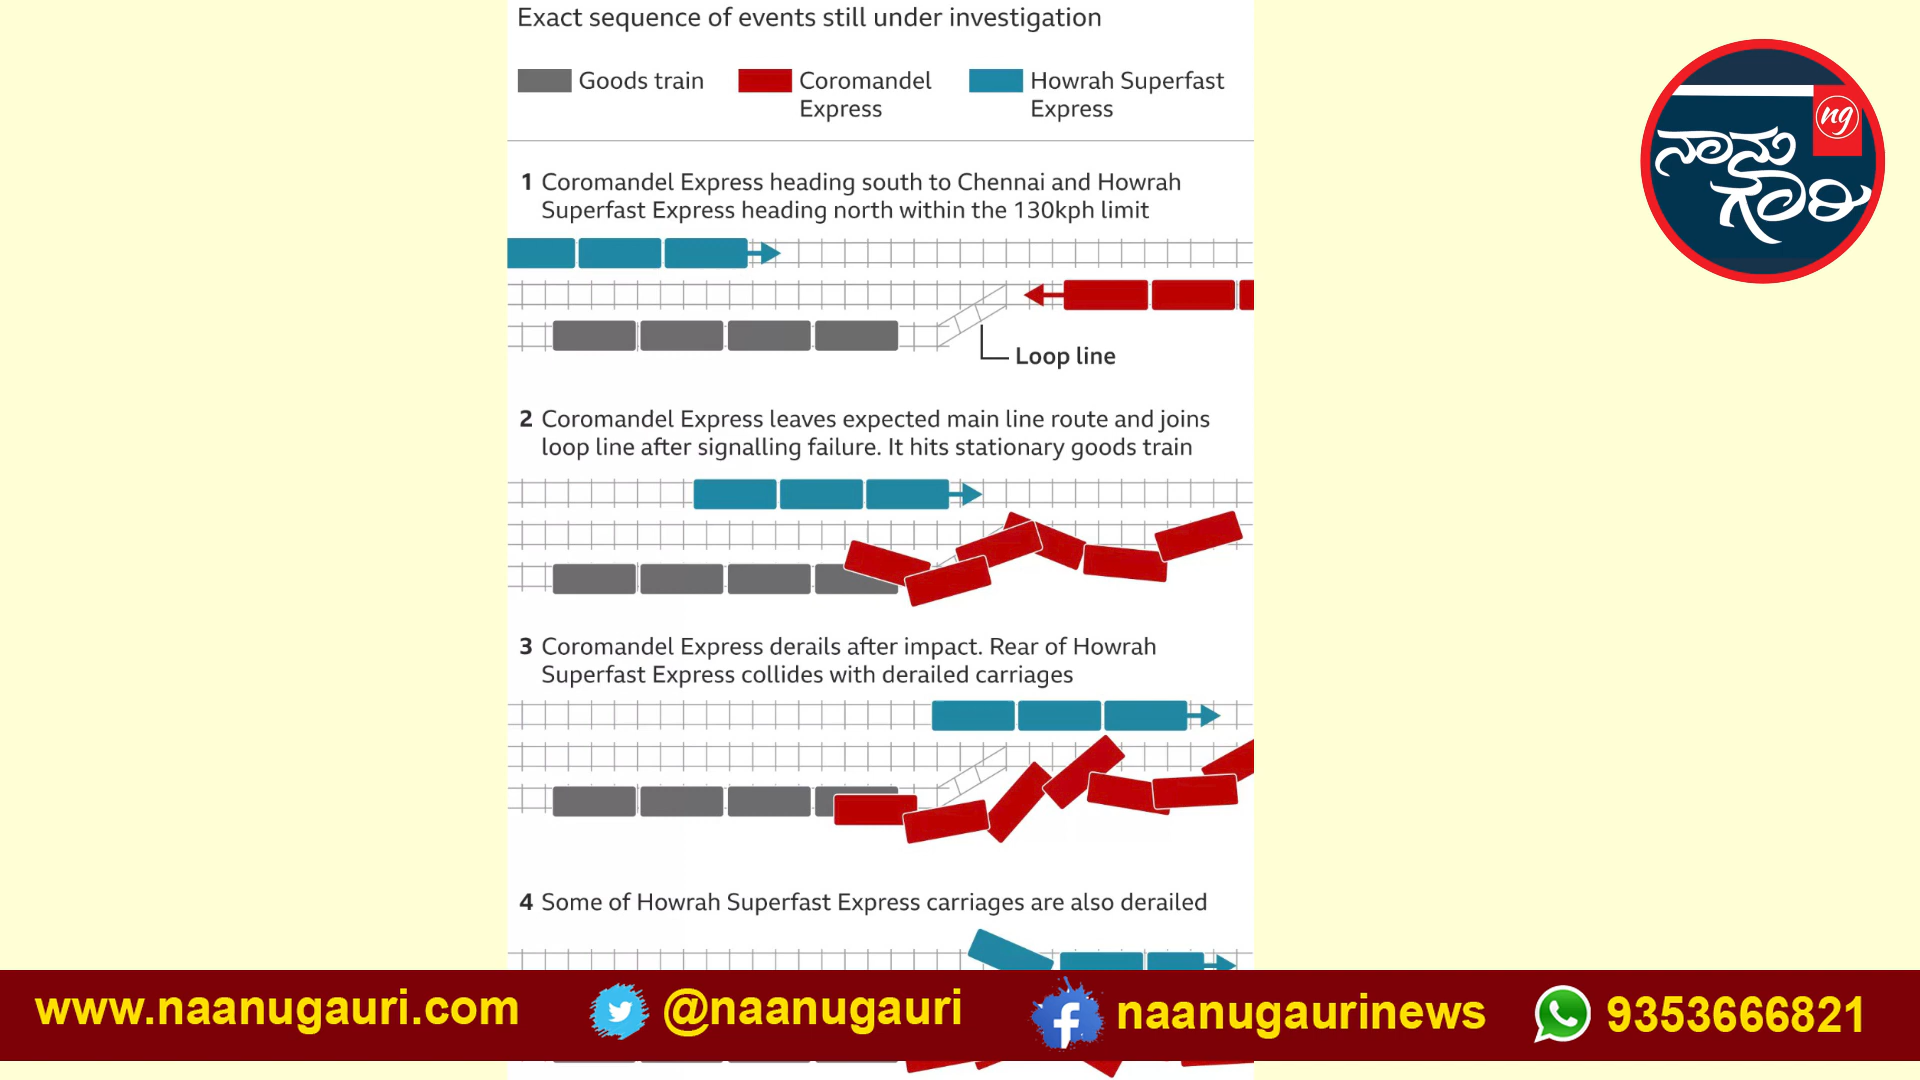 Exact sequence of events still under investigation
Goods train
Coromandel
Express
Howrah Superfast
Express
1 Coromandel Express heading south to Chennai and Howrah
Superfast Express heading north within the 130kph limit
Loop line
2 Coromandel Express leaves expected main line route and joins
loop line after signalling failure. It hits stationary goods train
3 Coromandel Express derails after impact. Rear of Howrah
Superfast Express collides with derailed carriages
4 Some of Howrah Superfast Express carriages are also derailed
ng
ನಾನು
ಗೌರಿ
www.naanugauri.com
@naanugauri
naanugaurinews
9353666821